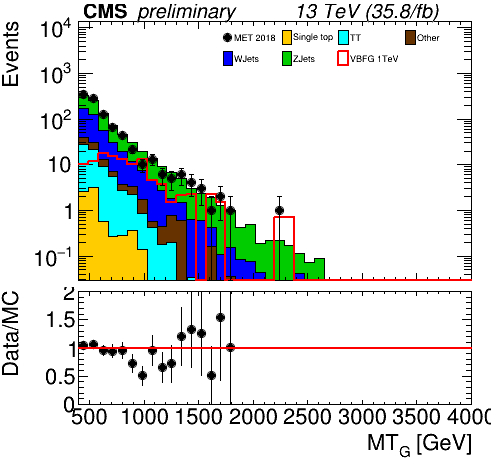 CMS preliminary 13 TeV (35.8/fb)
Events
MET 2018 Single top TT Other
WJets ZJets VBFG 1TeV
10⁴
10³
10²
10
1
10⁻¹
Data/MC
2
1.5
1
0.5
0
500 1000 1500 2000 2500 3000 3500 4000
MT_G [GeV]